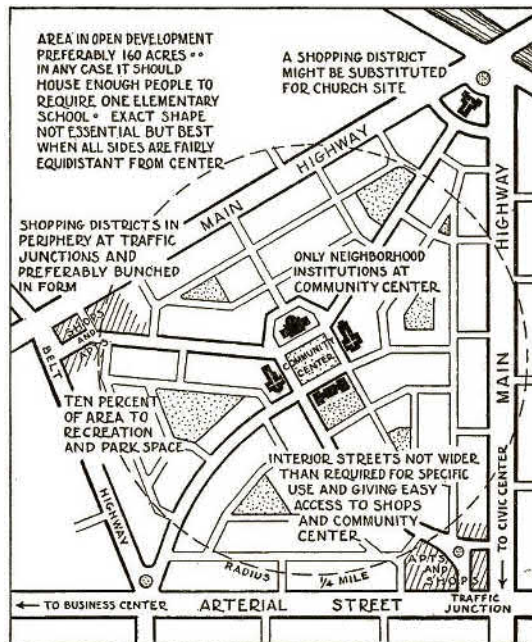 AREA IN OPEN DEVELOPMENT
PREFERABLY 160 ACRES • •
IN ANY CASE IT SHOULD
HOUSE ENOUGH PEOPLE TO
REQUIRE ONE ELEMENTARY
SCHOOL • EXACT SHAPE
NOT ESSENTIAL BUT BEST
WHEN ALL SIDES ARE FAIRLY
EQUIDISTANT FROM CENTER
A SHOPPING DISTRICT
MIGHT BE SUBSTITUTED
FOR CHURCH SITE
MAIN HIGHWAY
HIGHWAY MAIN
SHOPPING DISTRICTS IN
PERIPHERY AT TRAFFIC
JUNCTIONS AND
PREFERABLY BUNCHED
IN FORM
ONLY NEIGHBORHOOD
INSTITUTIONS AT
COMMUNITY CENTER
SHOPS
AND
APTS
COMMUNITY
CENTER
BELT HIGHWAY
TEN PERCENT
OF AREA TO
RECREATION
AND PARK SPACE
INTERIOR STREETS NOT WIDER
THAN REQUIRED FOR SPECIFIC
USE AND GIVING EASY
ACCESS TO SHOPS
AND COMMUNITY
CENTER
TO CIVIC CENTER
RADIUS 1/4 MILE
APTS
AND
SHOPS
TRAFFIC
JUNCTION
← TO BUSINESS CENTER
ARTERIAL STREET